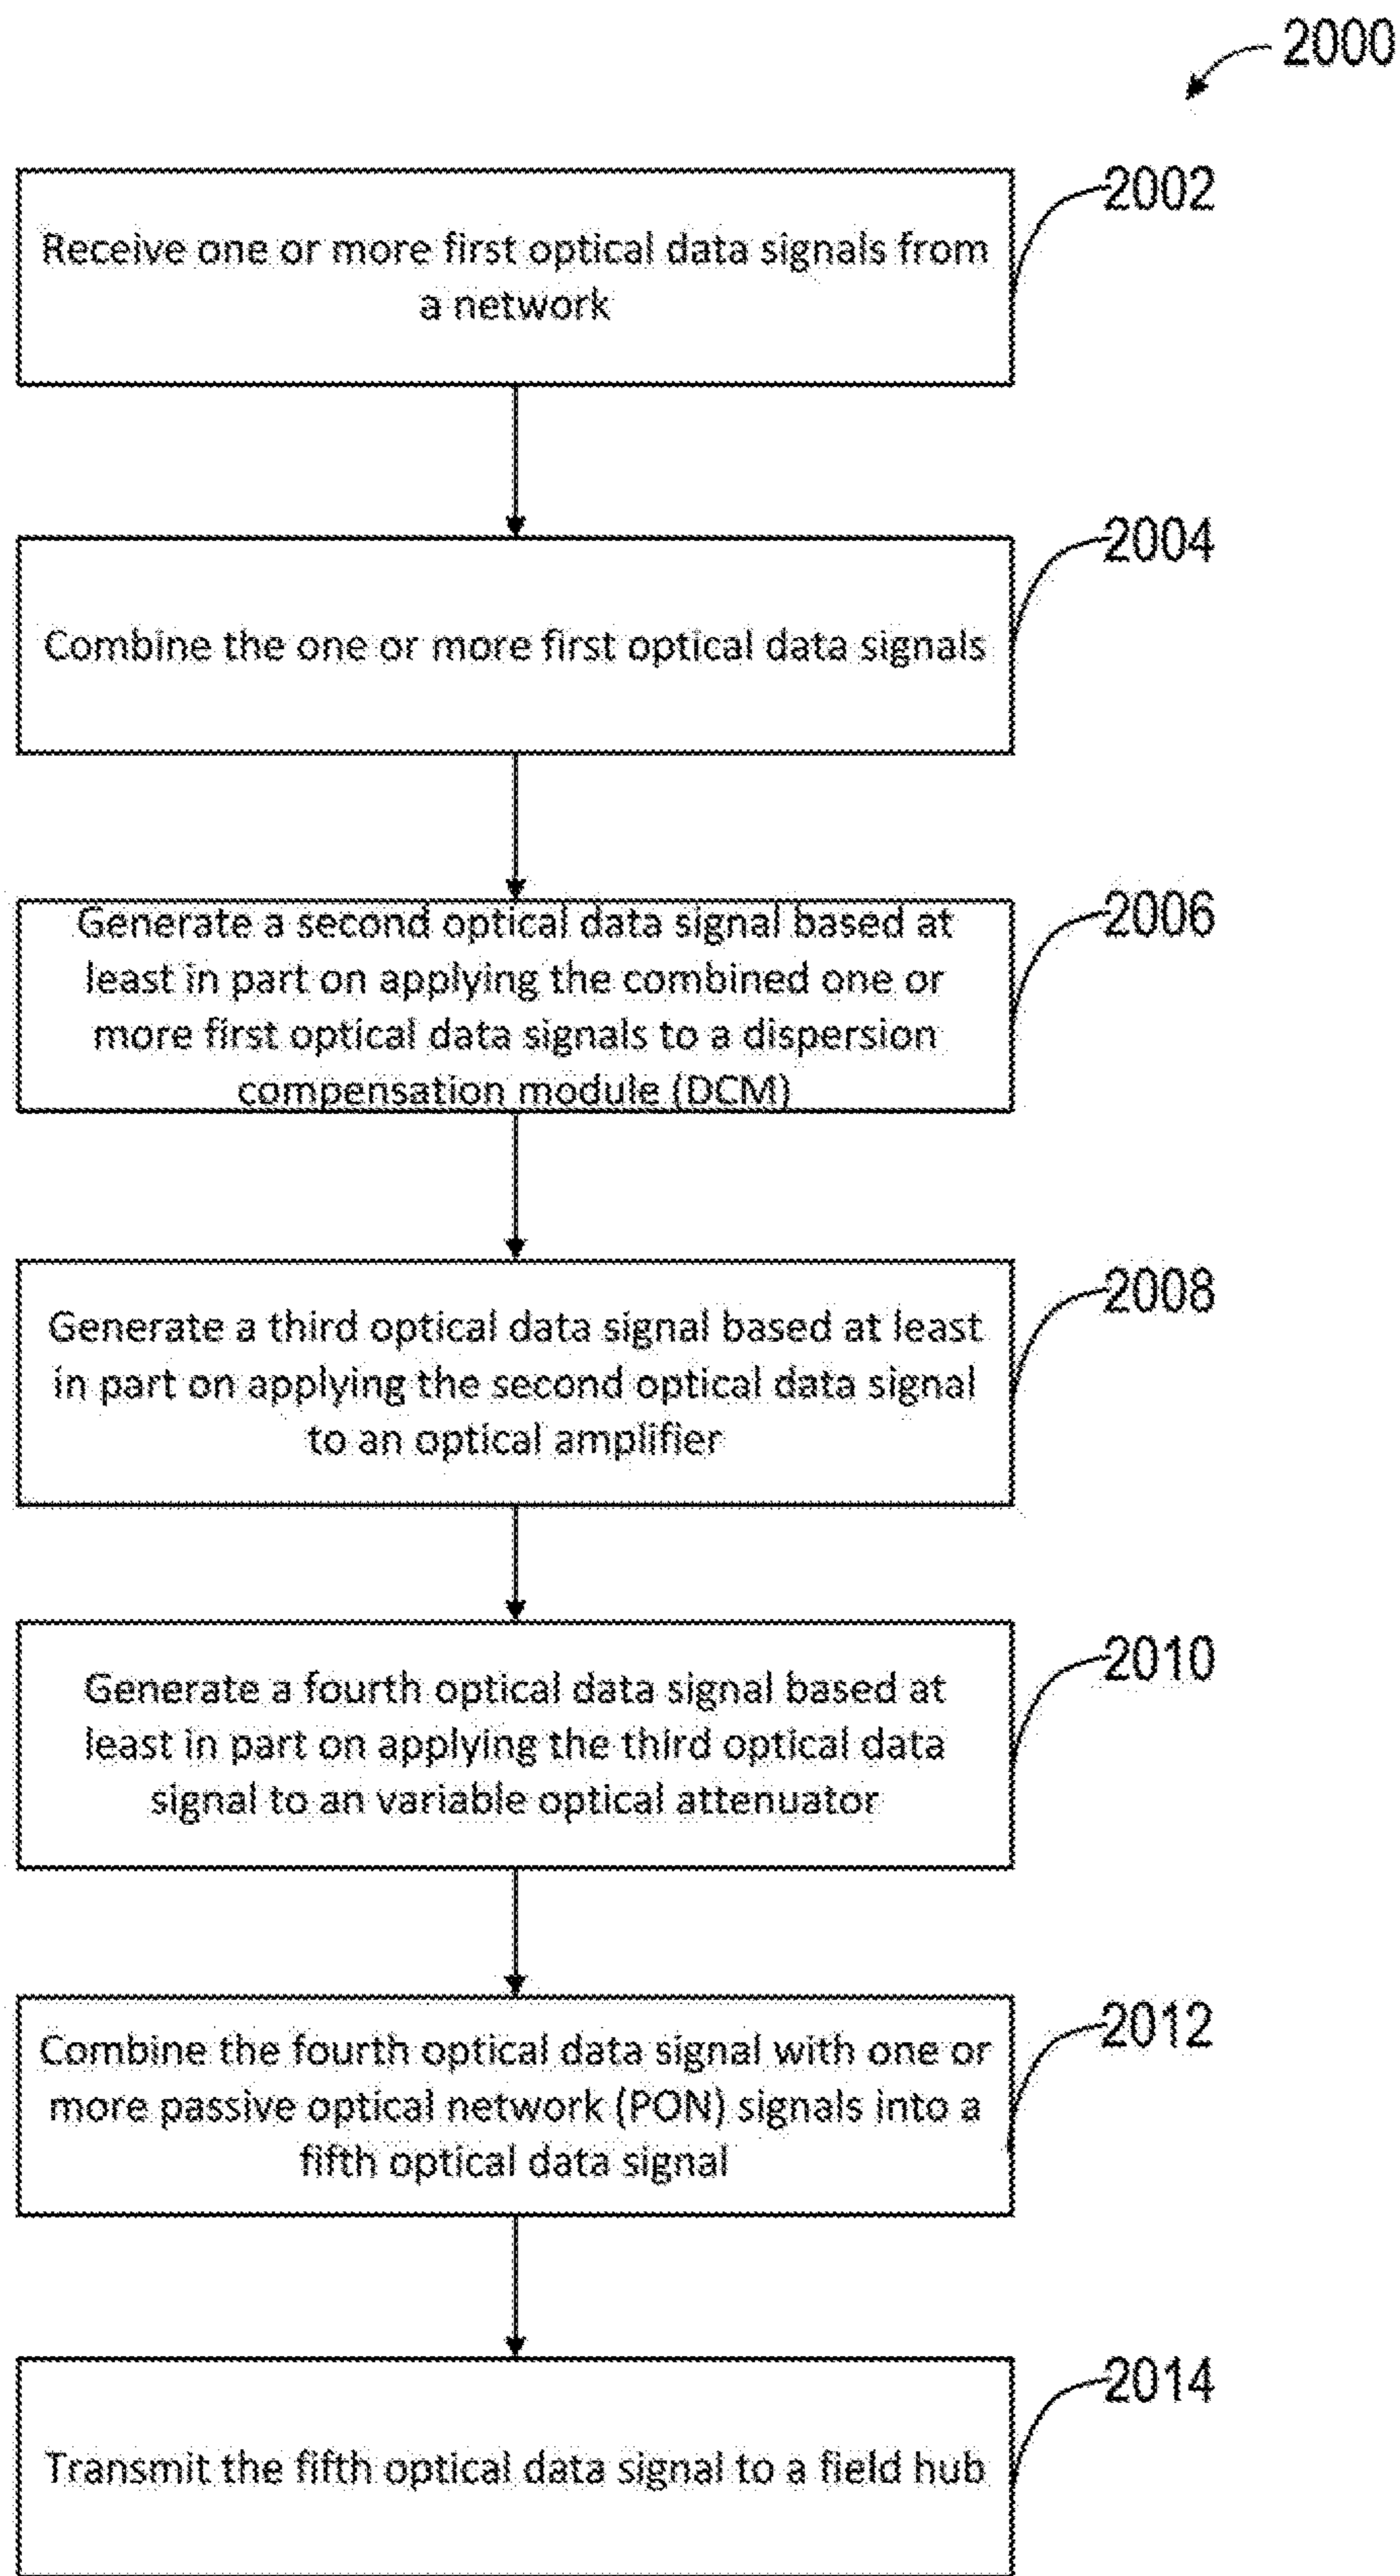 2000
2002
Receive one or more first optical data signals from
a network
2004
Combine the one or more first optical data signals
2006
Generate a second optical data signal based at
least in part on applying the combined one or
more first optical data signals to a dispersion
compensation module (DCM)
2008
Generate a third optical data signal based at least
in part on applying the second optical data signal
to an optical amplifier
2010
Generate a fourth optical data signal based at
least in part on applying the third optical data
signal to an variable optical attenuator
2012
Combine the fourth optical data signal with one or
more passive optical network (PON) signals into a
fifth optical data signal
2014
Transmit the fifth optical data signal to a field hub